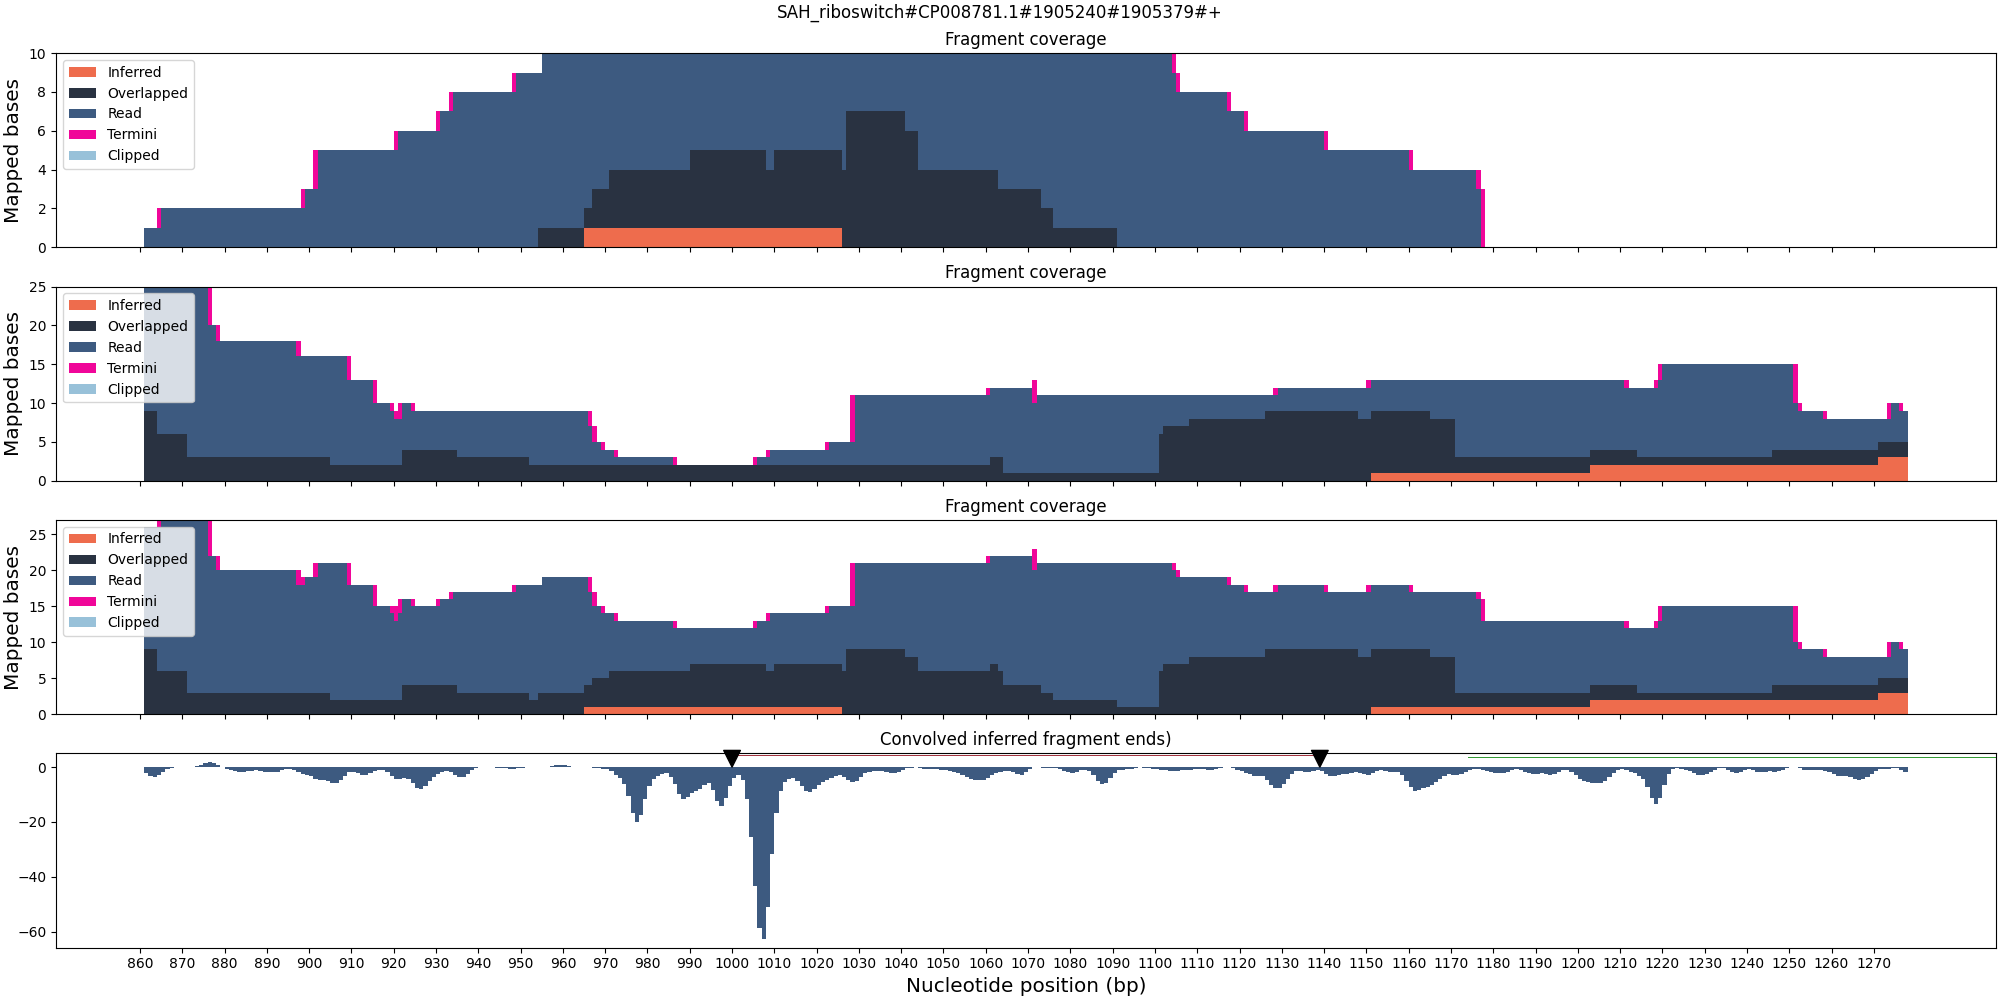 SAH_riboswitch#CP008781.1#1905240#1905379#+
Fragment coverage
Mapped bases
10
8
6
4
2
0
Inferred
Overlapped
Read
Termini
Clipped
Fragment coverage
Mapped bases
25
20
15
10
5
0
Inferred
Overlapped
Read
Termini
Clipped
Fragment coverage
Mapped bases
25
20
15
10
5
0
Inferred
Overlapped
Read
Termini
Clipped
Convolved inferred fragment ends)
0
−20
−40
−60
860 870 880 890 900 910 920 930 940 950 960 970 980 990 1000 1010 1020 1030 1040 1050 1060 1070 1080 1090 1100 1110 1120 1130 1140 1150 1160 1170 1180 1190 1200 1210 1220 1230 1240 1250 1260 1270
Nucleotide position (bp)